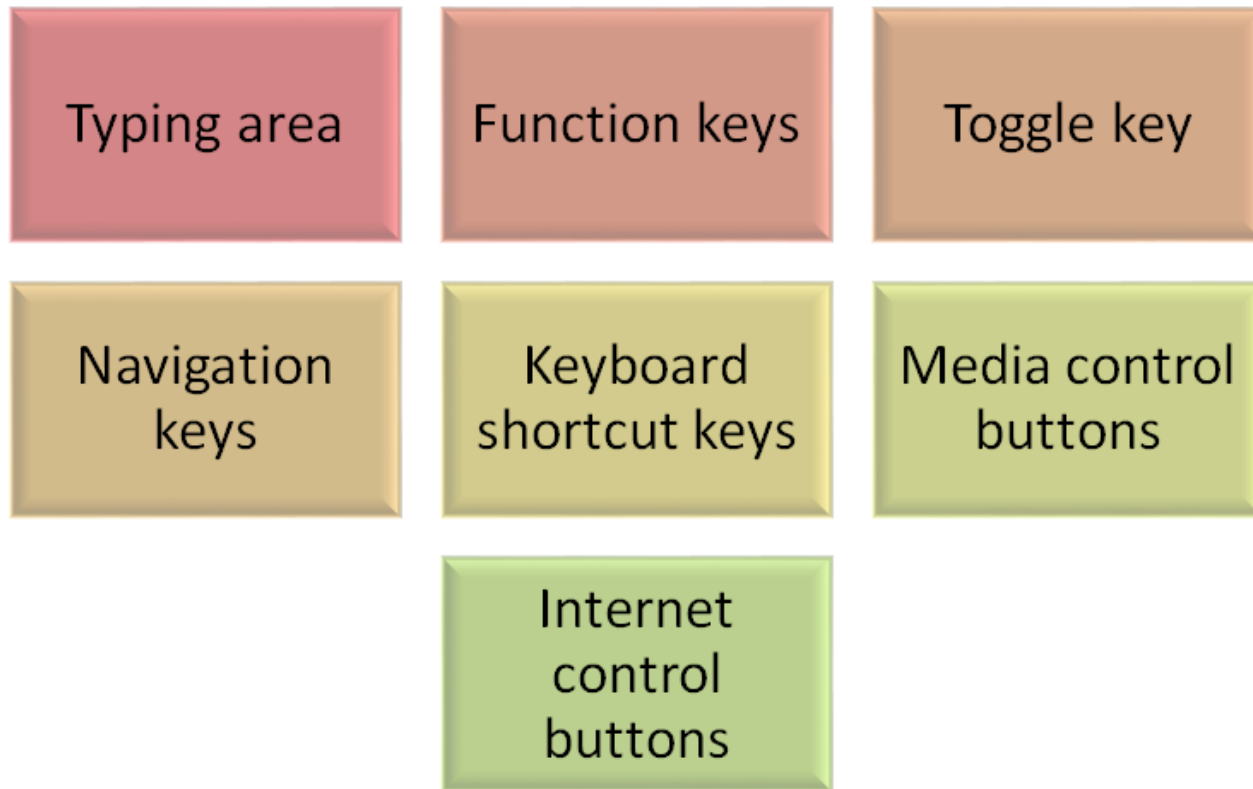 Typing area
Function keys
Toggle key
Navigation
keys
Keyboard
shortcut keys
Media control
buttons
Internet
control
buttons